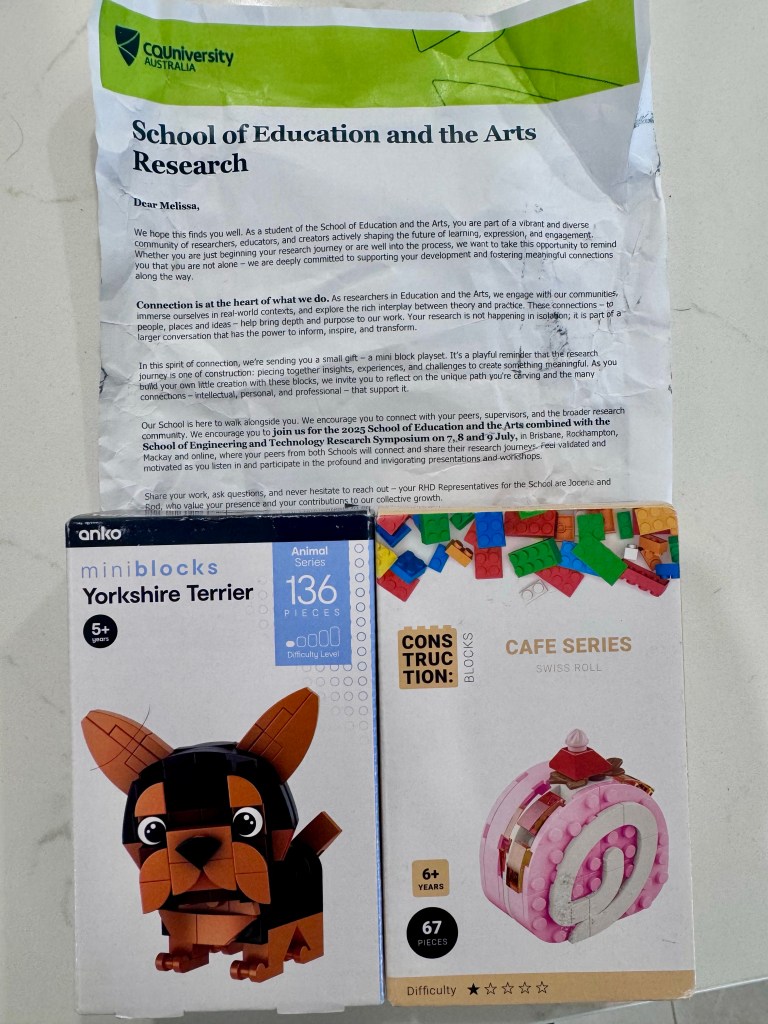 CQUniversity
AUSTRALIA
School of Education and the Arts
Research
Dear Melissa,
We hope this finds you well. As a student of the School of Education and the Arts, you are part of a vibrant and diverse
community of researchers, educators, and creators actively shaping the future of learning, expression, and engagement.
Whether you are just beginning your research journey or are well into the process, we want to take this opportunity to remind
you that you are not alone – we are deeply committed to supporting your development and fostering meaningful connections
along the way.
Connection is at the heart of what we do. As researchers in Education and the Arts, we engage with our communities,
immerse ourselves in real-world contexts, and explore the rich interplay between theory and practice. These connections – to
people, places and ideas – help bring depth and purpose to our work. Your research is not happening in isolation; it is part of a
larger conversation that has the power to inform, inspire, and transform.
In this spirit of connection, we're sending you a small gift – a mini block playset. It's a playful reminder that the research
journey is one of construction: piecing together insights, experiences, and challenges to create something meaningful. As you
build your own little creation with these blocks, we invite you to reflect on the unique path you're carving and the many
connections – intellectual, personal, and professional – that support it.
Our School is here to walk alongside you. We encourage you to connect with your peers, supervisors, and the broader research
community. We encourage you to join us for the 2025 School of Education and the Arts combined with the
School of Engineering and Technology Research Symposium on 7, 8 and 9 July, in Brisbane, Rockhampton,
Mackay and online, where your peers from both Schools will connect and share their research journeys. Feel validated and
motivated as you listen in and participate in the profound and invigorating presentations and workshops.
Share your work, ask questions, and never hesitate to reach out – your RHD Representatives for the School are Jocene and
Rod, who value your presence and your contributions to our collective growth.
anko
miniblocks
Yorkshire Terrier
5+
years
Animal
Series
136
PIECES
Difficulty Level
CONS
TRUC
TION:
BLOCKS
CAFE SERIES
SWISS ROLL
6+
YEARS
67
PIECES
Difficulty